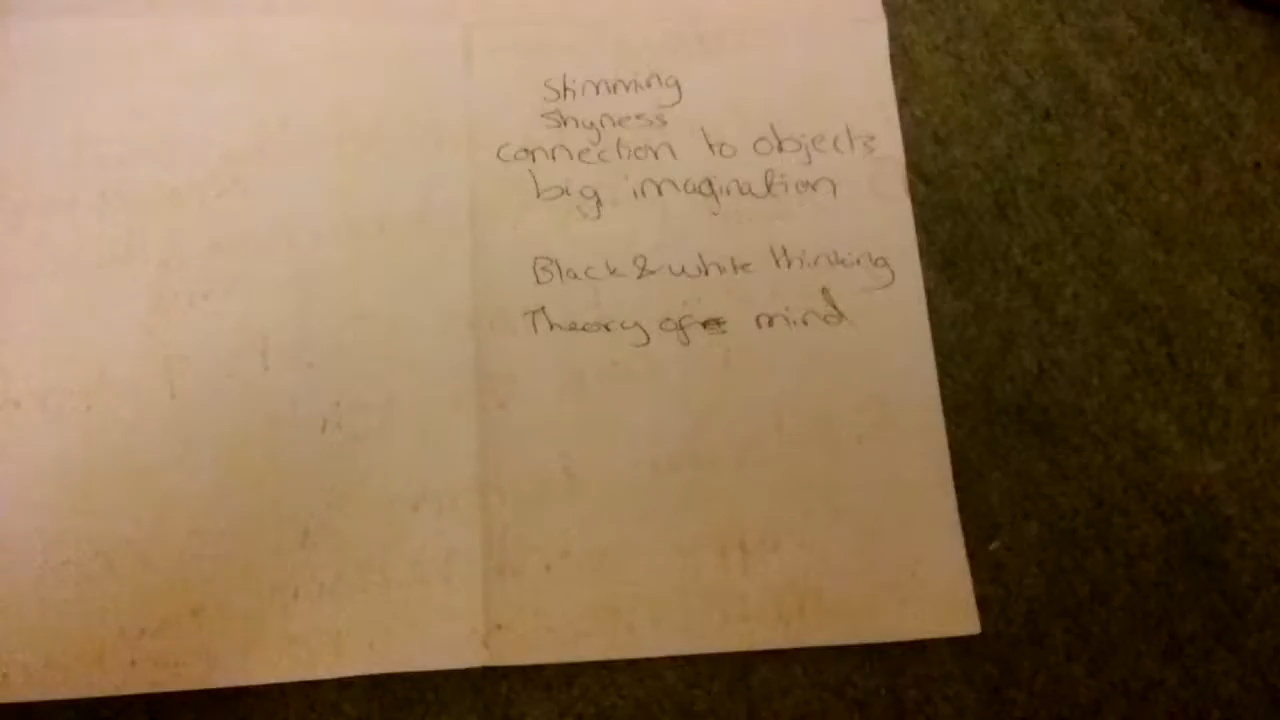 Stimming
Shyness
connection to objects
big imagination
Black & white thinking
Theory of mind